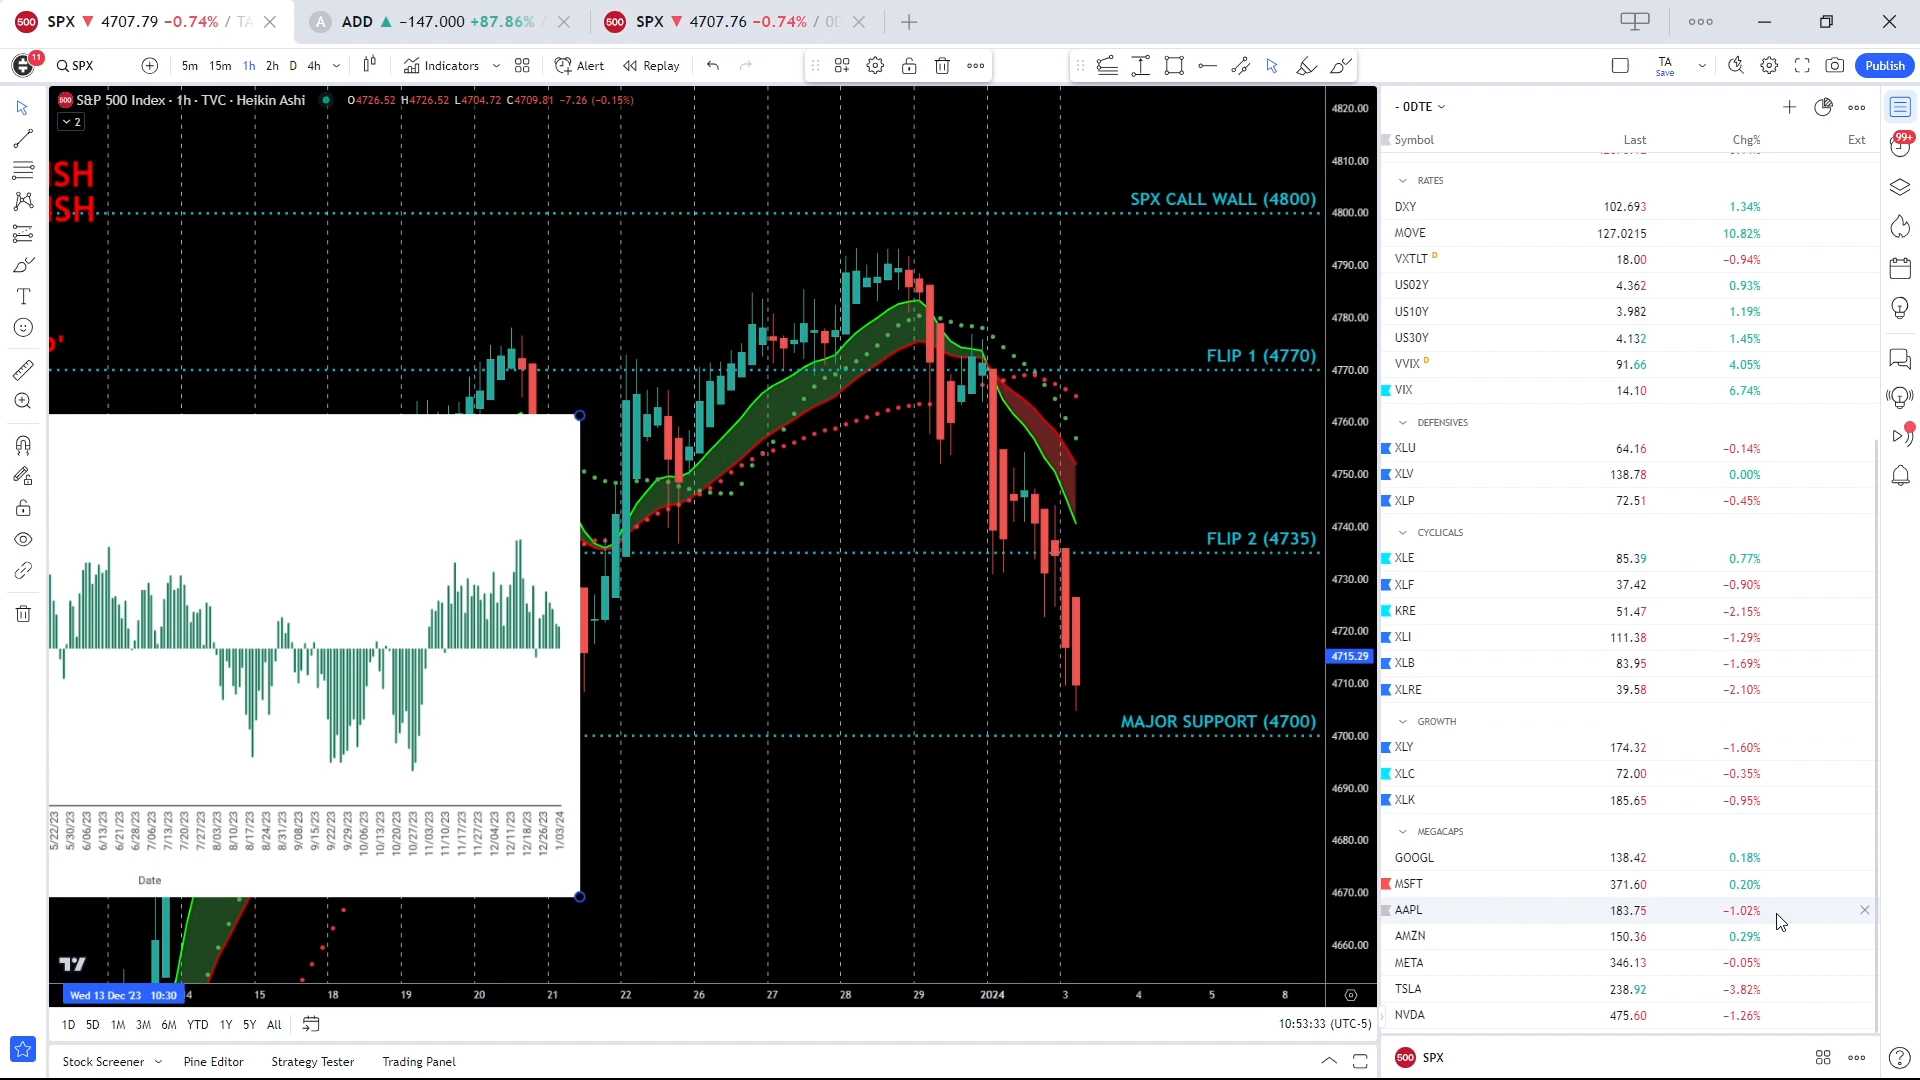 500 SPX ▼ 4707.79 −0.74% / TA
A ADD ▲ −147.000 +87.86% /
500 SPX ▼ 4707.76 −0.74% / 0D
11
SPX
5m 15m 1h 2h D 4h
Indicators
Alert
Replay
TA
Save
Publish
500 S&P 500 Index · 1h · TVC · Heikin Ashi
O4726.52 H4726.52 L4704.72 C4709.81 −7.26 (−0.15%)
2
ISH
ISH
p'
SPX CALL WALL (4800)
FLIP 1 (4770)
FLIP 2 (4735)
MAJOR SUPPORT (4700)
4820.00
4810.00
4800.00
4790.00
4780.00
4770.00
4760.00
4750.00
4740.00
4730.00
4720.00
4715.29
4710.00
4700.00
4690.00
4680.00
4670.00
4660.00
5/22/23 5/30/23 6/06/23 6/13/23 6/21/23 6/28/23 7/06/23 7/13/23 7/20/23 7/27/23 8/03/23 8/10/23 8/17/23 8/24/23 8/31/23 9/08/23 9/15/23 9/22/23 9/29/23 10/06/23 10/13/23 10/20/23 10/27/23 11/03/23 11/10/23 11/17/23 11/27/23 12/04/23 12/11/23 12/18/23 12/26/23 1/03/24
Date
Wed 13 Dec '23 10:30 4 15 18 19 20 21 22 26 27 28 29 2024 3 4 5 8
1D 5D 1M 3M 6M YTD 1Y 5Y All
10:53:33 (UTC-5)
Stock Screener Pine Editor Strategy Tester Trading Panel
- 0DTE
99+
Symbol Last Chg% Ext
RATES
DXY 102.693 1.34%
MOVE 127.0215 10.82%
VXTLT D 18.00 −0.94%
US02Y 4.362 0.93%
US10Y 3.982 1.19%
US30Y 4.132 1.45%
VVIX D 91.66 4.05%
VIX 14.10 6.74%
DEFENSIVES
XLU 64.16 −0.14%
XLV 138.78 0.00%
XLP 72.51 −0.45%
CYCLICALS
XLE 85.39 0.77%
XLF 37.42 −0.90%
KRE 51.47 −2.15%
XLI 111.38 −1.29%
XLB 83.95 −1.69%
XLRE 39.58 −2.10%
GROWTH
XLY 174.32 −1.60%
XLC 72.00 −0.35%
XLK 185.65 −0.95%
MEGACAPS
GOOGL 138.42 0.18%
MSFT 371.60 0.20%
AAPL 183.75 −1.02%
AMZN 150.36 0.29%
META 346.13 −0.05%
TSLA 238.92 −3.82%
NVDA 475.60 −1.26%
500 SPX